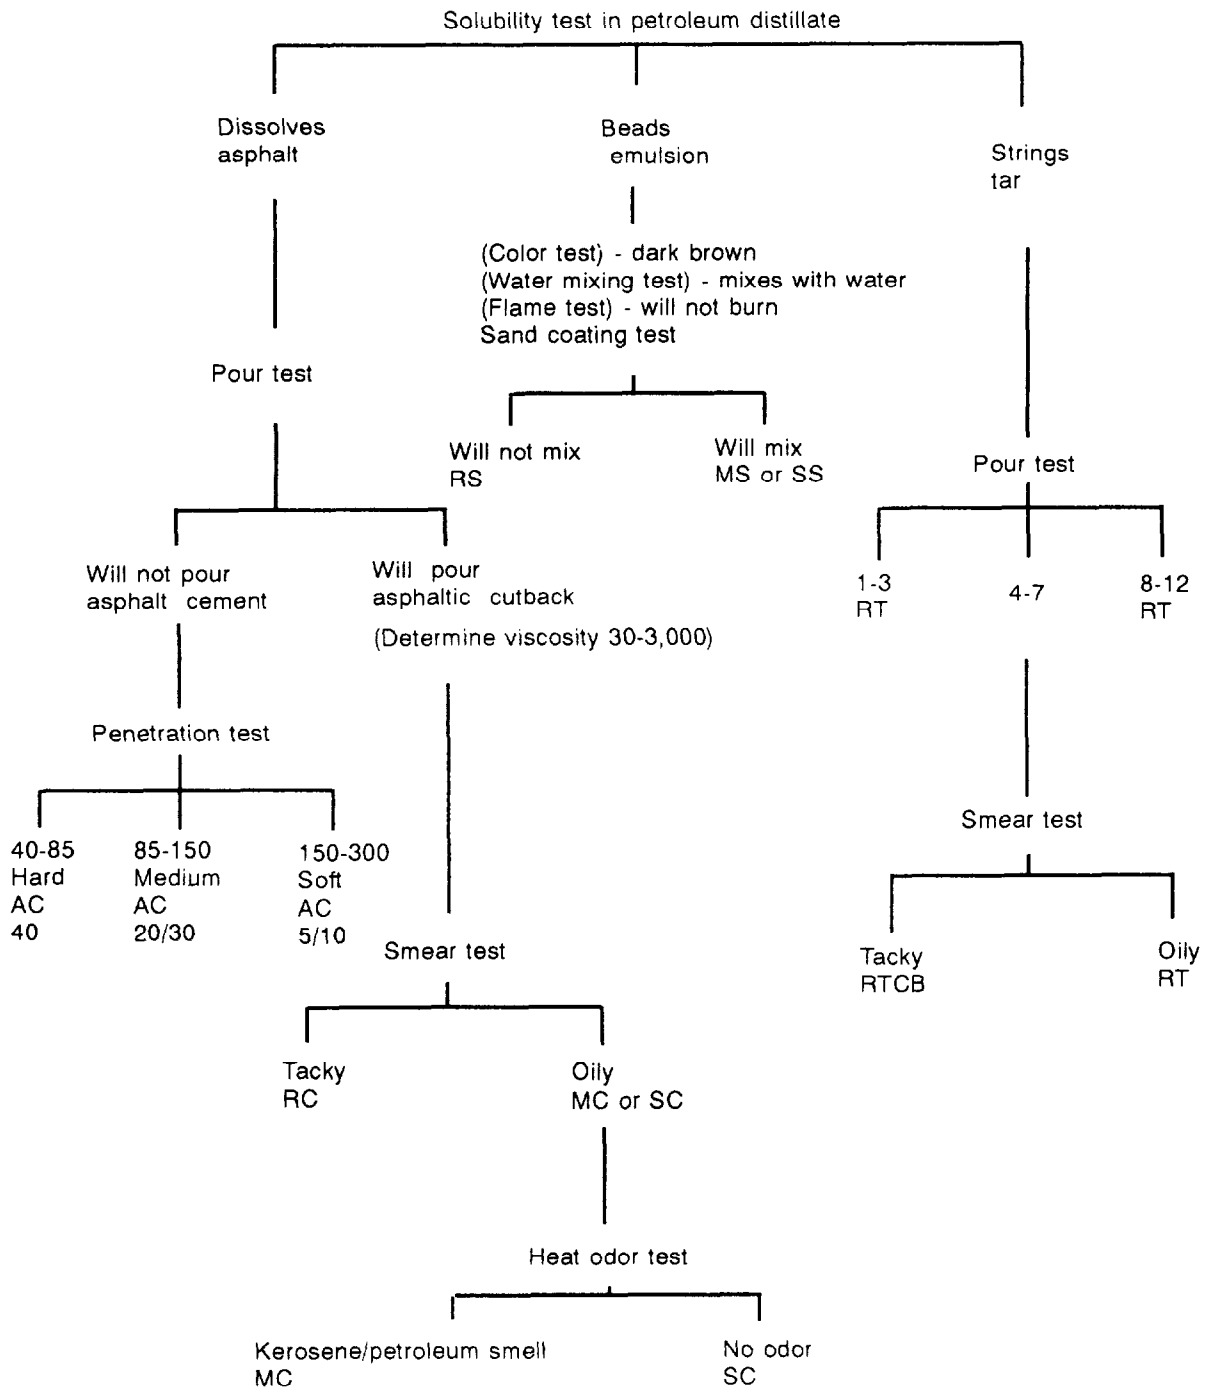 Solubility test in petroleum distillate
Dissolves
asphalt
Beads
emulsion
Strings
tar
(Color test) - dark brown
(Water mixing test) - mixes with water
(Flame test) - will not burn
Sand coating test
Pour test
Will not mix
RS
Will mix
MS or SS
Pour test
Will not pour
asphalt cement
Will pour
asphaltic cutback
(Determine viscosity 30-3,000)
1-3
RT
4-7
8-12
RT
Penetration test
40-85
Hard
AC
40
85-150
Medium
AC
20/30
150-300
Soft
AC
5/10
Smear test
Tacky
RTCB
Oily
RT
Smear test
Tacky
RC
Oily
MC or SC
Heat odor test
Kerosene/petroleum smell
MC
No odor
SC